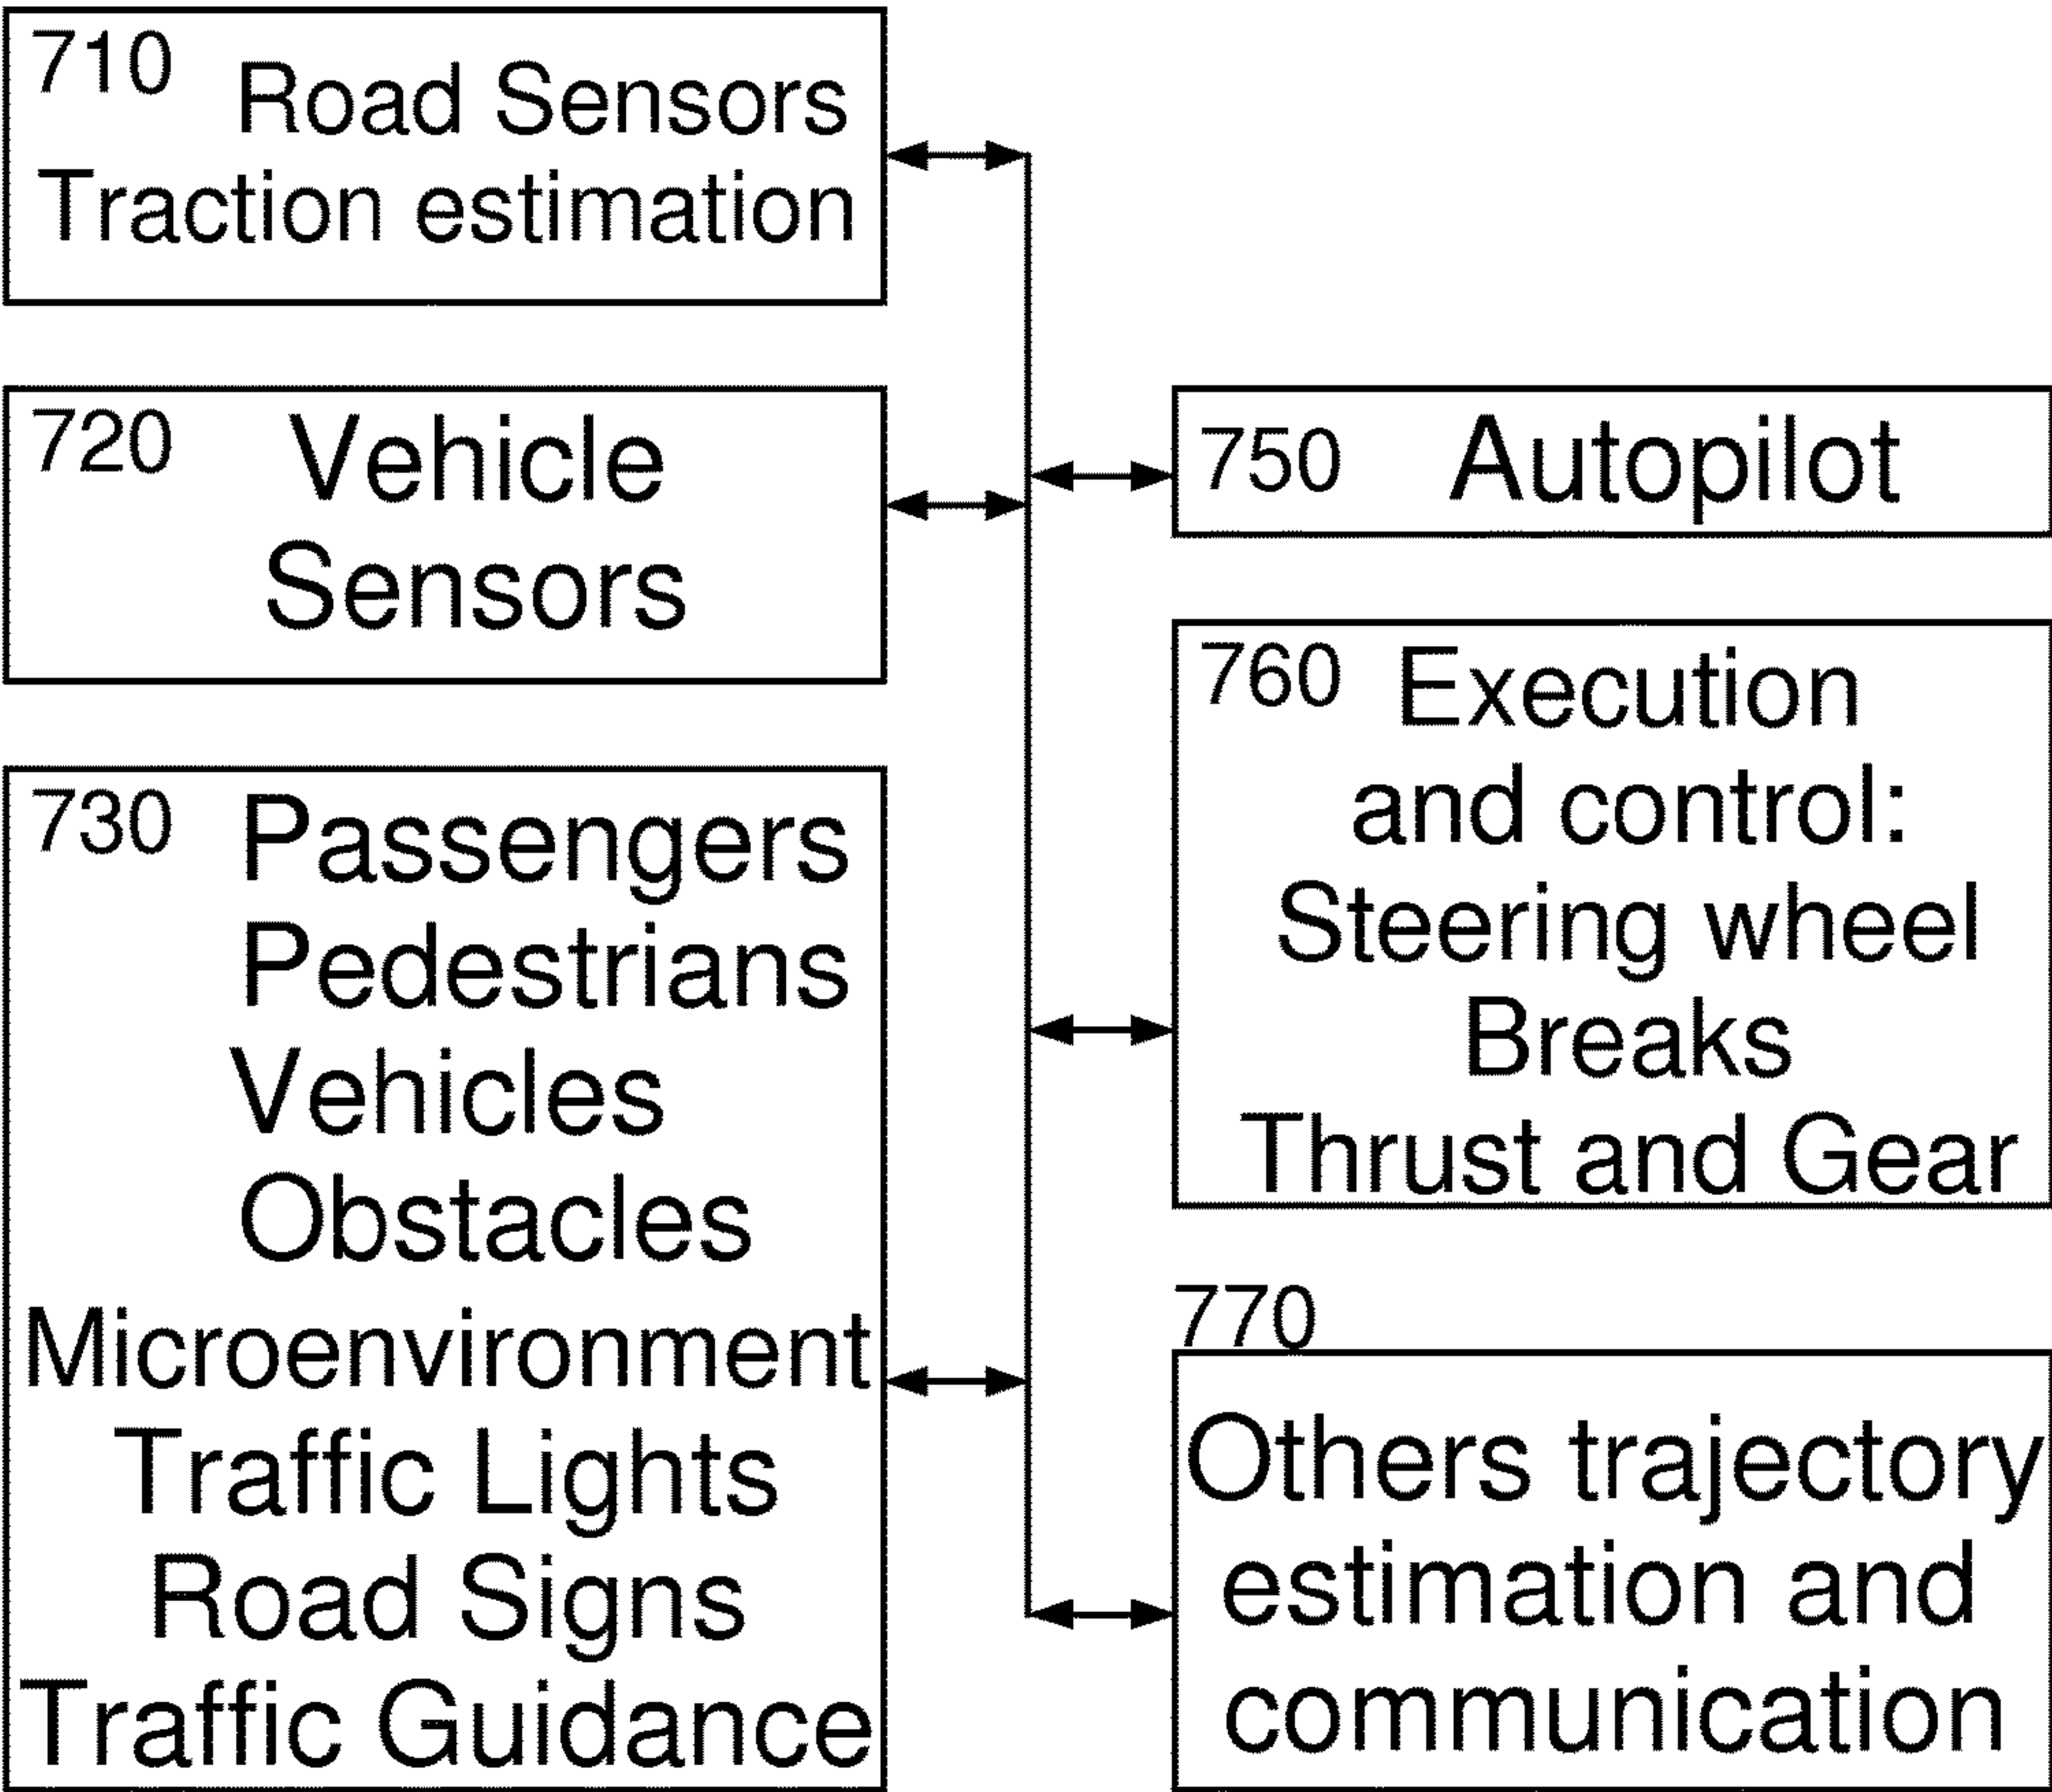 710 Road Sensors
Traction estimation
720 Vehicle
Sensors
730 Passengers
Pedestrians
Vehicles
Obstacles
Microenvironment
Traffic Lights
Road Signs
Traffic Guidance
750 Autopilot
760 Execution
and control:
Steering wheel
Breaks
Thrust and Gear
770
Others trajectory
estimation and
communication